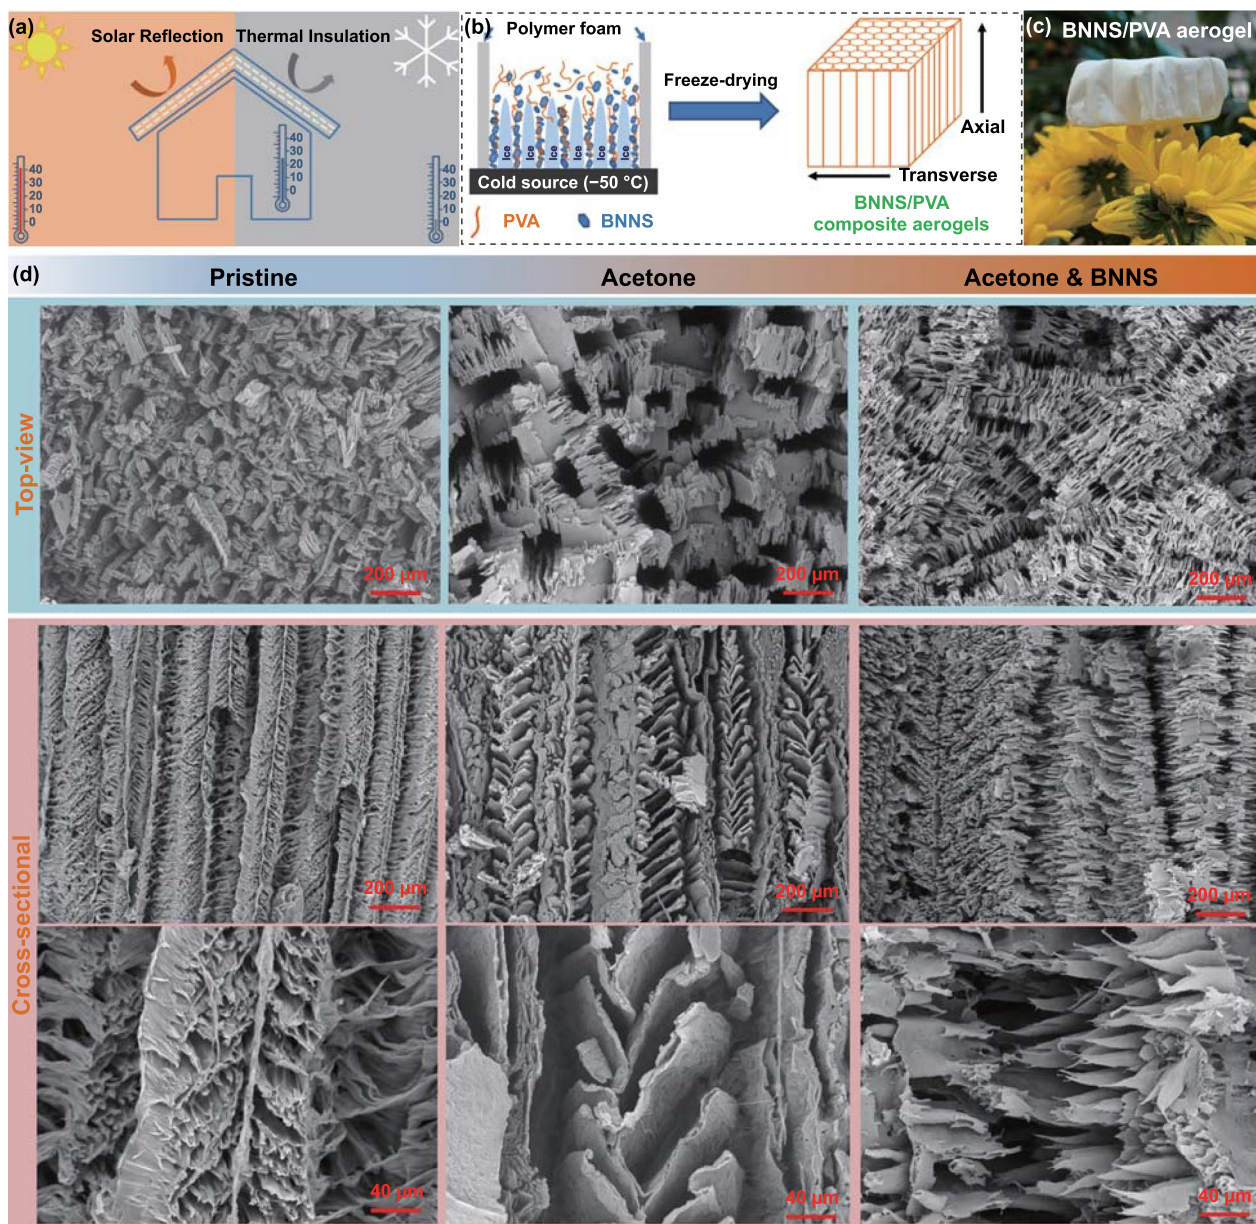 (a)
Solar Reflection
Thermal Insulation
40
30
20
10
0
40
30
20
10
0
40
30
20
10
0
(b)
Polymer foam
Ice
Ice
Ice
Ice
Ice
Ice
Cold source (−50 °C)
PVA
BNNS
Freeze-drying
Axial
Transverse
BNNS/PVA
composite aerogels
(c)
BNNS/PVA aerogel
(d)
Pristine
Acetone
Acetone & BNNS
Top-view
200 μm
200 μm
200 μm
Cross-sectional
200 μm
200 μm
200 μm
40 μm
40 μm
40 μm